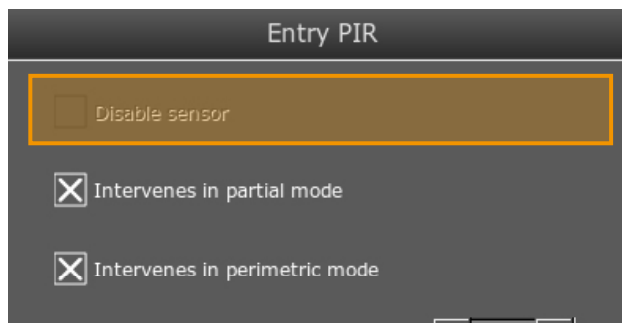 Entry PIR
Disable sensor
Intervenes in partial mode
Intervenes in perimetric mode